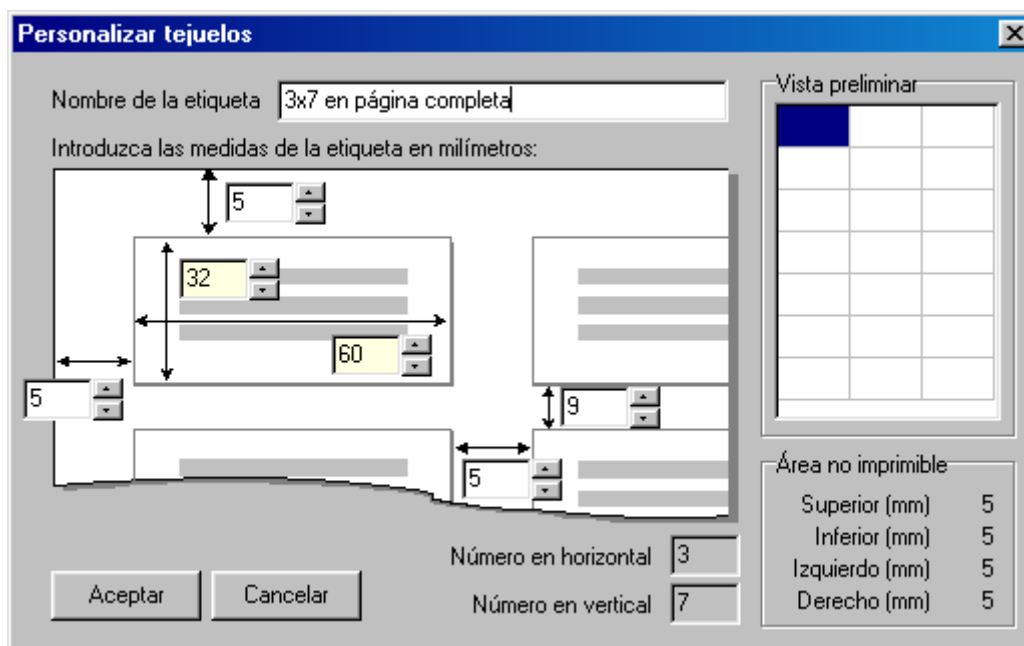 Personalizar tejuelos
Nombre de la etiqueta 3x7 en página completa
Introduzca las medidas de la etiqueta en milímetros:
5
32
60
5
9
5
Número en horizontal 3
Número en vertical 7
Aceptar Cancelar
Vista preliminar
Área no imprimible
Superior (mm) 5
Inferior (mm) 5
Izquierdo (mm) 5
Derecho (mm) 5